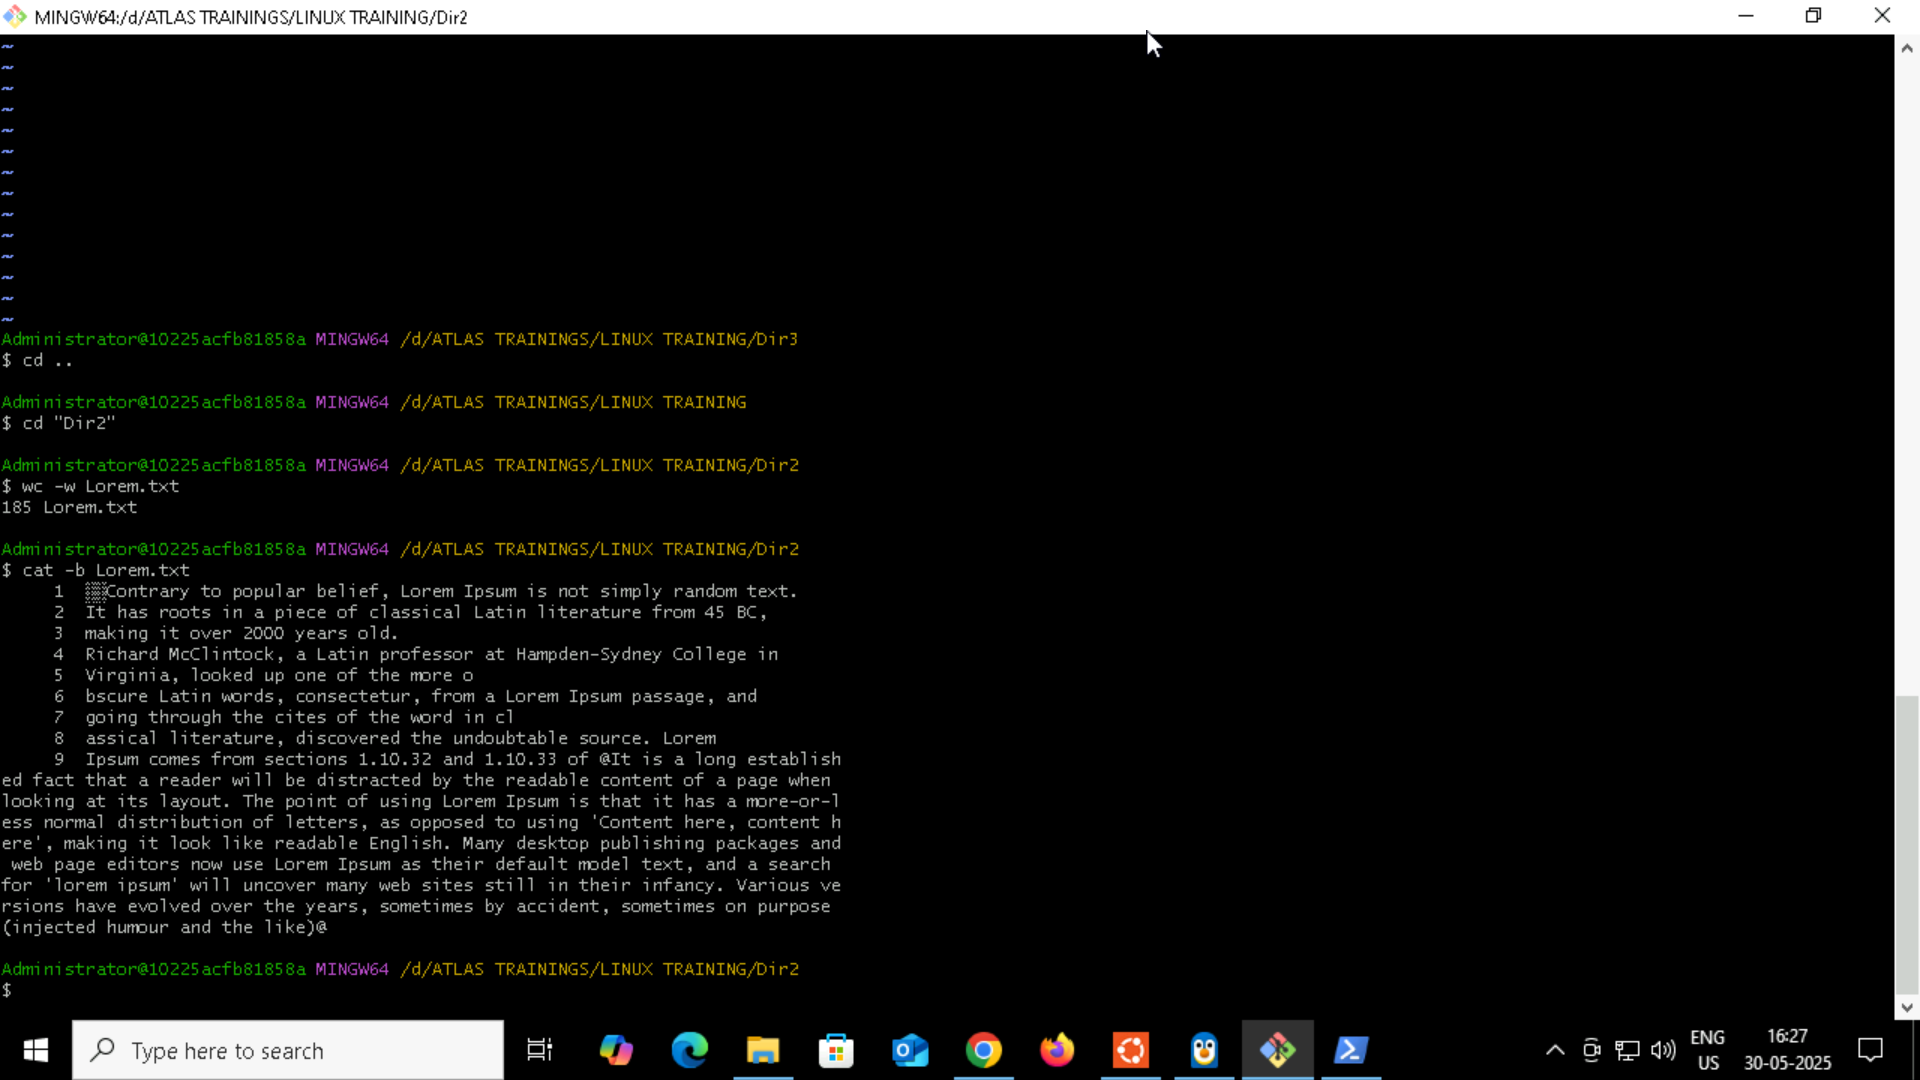 MINGW64:/d/ATLAS TRAININGS/LINUX TRAINING/Dir2
~
~
~
~
~
~
~
~
~
~
~
~
~
~
Administrator@10225acfb81858a MINGW64 /d/ATLAS TRAININGS/LINUX TRAINING/Dir3
$ cd ..
Administrator@10225acfb81858a MINGW64 /d/ATLAS TRAININGS/LINUX TRAINING
$ cd "Dir2"
Administrator@10225acfb81858a MINGW64 /d/ATLAS TRAININGS/LINUX TRAINING/Dir2
$ wc -w Lorem.txt
185 Lorem.txt
Administrator@10225acfb81858a MINGW64 /d/ATLAS TRAININGS/LINUX TRAINING/Dir2
$ cat -b Lorem.txt
1 ▒▒Contrary to popular belief, Lorem Ipsum is not simply random text.
2 It has roots in a piece of classical Latin literature from 45 BC,
3 making it over 2000 years old.
4 Richard McClintock, a Latin professor at Hampden-Sydney College in
5 Virginia, looked up one of the more o
6 bscure Latin words, consectetur, from a Lorem Ipsum passage, and
7 going through the cites of the word in cl
8 assical literature, discovered the undoubtable source. Lorem
9 Ipsum comes from sections 1.10.32 and 1.10.33 of @It is a long establish
ed fact that a reader will be distracted by the readable content of a page when
looking at its layout. The point of using Lorem Ipsum is that it has a more-or-l
ess normal distribution of letters, as opposed to using 'Content here, content h
ere', making it look like readable English. Many desktop publishing packages and
web page editors now use Lorem Ipsum as their default model text, and a search
for 'lorem ipsum' will uncover many web sites still in their infancy. Various ve
rsions have evolved over the years, sometimes by accident, sometimes on purpose
(injected humour and the like)@
Administrator@10225acfb81858a MINGW64 /d/ATLAS TRAININGS/LINUX TRAINING/Dir2
$
Type here to search
ENG
US
16:27
30-05-2025